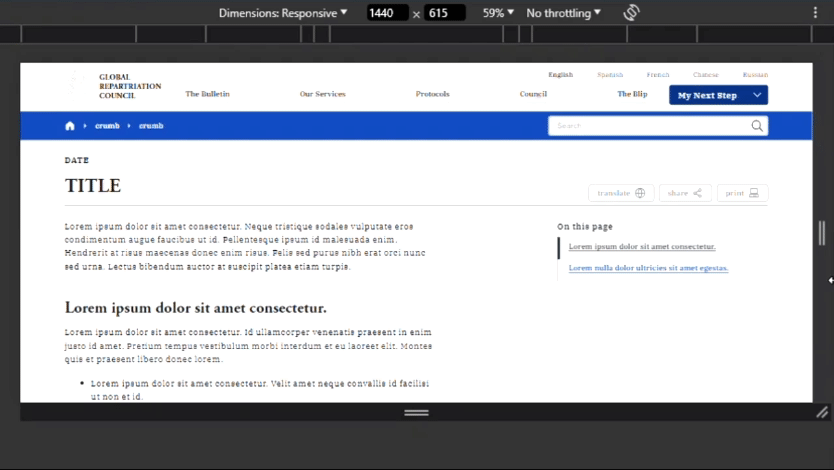 Dimensions: Responsive 1440 × 615 59% No throttling
English Spanish French Chinese Russian
GLOBAL
REPARTRIATION
COUNCIL
The Bulletin Our Services Protocols Council The Blip My Next Step
crumb crumb Search
DATE
TITLE
translate share print
Lorem ipsum dolor sit amet consectetur. Neque tristique sodales vulputate eros
condimentum augue faucibus ut id. Pellentesque ipsum id malesuada enim.
Hendrerit at risus maecenas donec enim risus. Felis sed purus nibh erat orci nunc
sed urna. Lectus bibendum auctor at suscipit platea etiam turpis.
On this page
Lorem ipsum dolor sit amet consectetur.
Lorem nulla dolor ultricies sit amet egestas.
Lorem ipsum dolor sit amet consectetur.
Lorem ipsum dolor sit amet consectetur. Id ullamcorper venenatis praesent in enim
justo id amet. Pretium tempus vestibulum morbi interdum et eu laoreet elit. Montes
quis et praesent libero donec lorem.
• Lorem ipsum dolor sit amet consectetur. Velit amet neque convallis id facilisi
ut non et id.